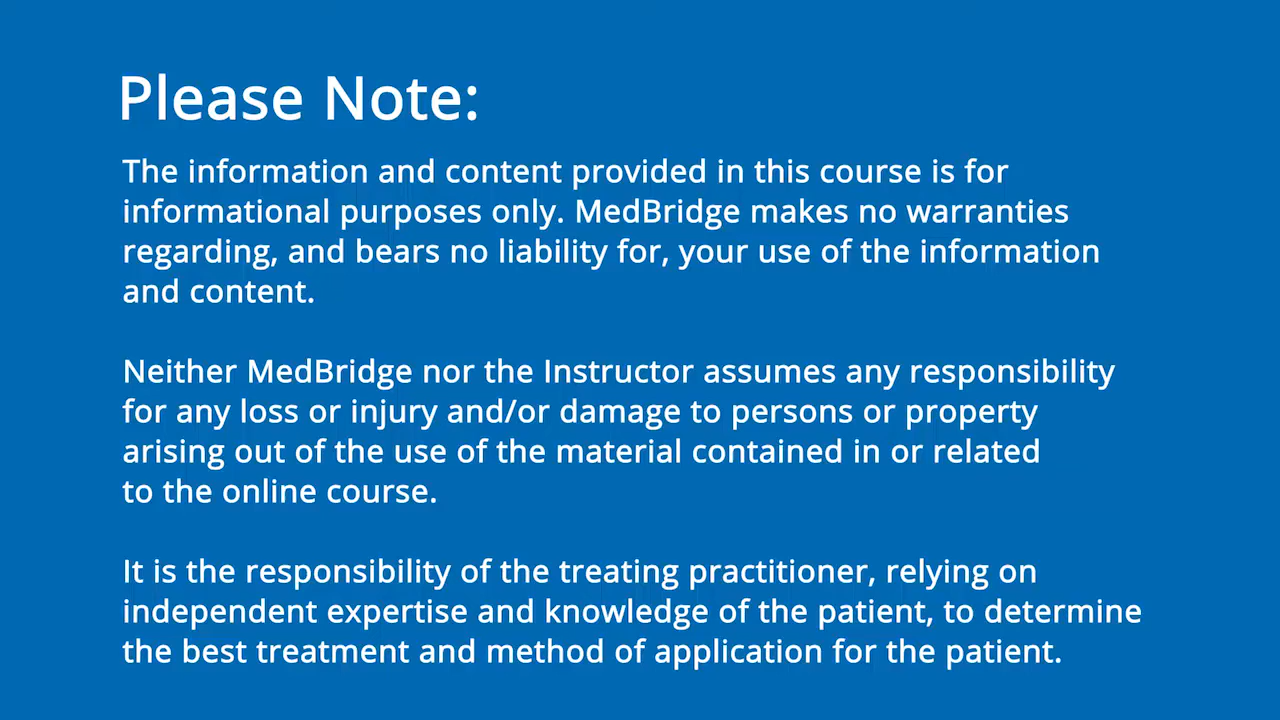 Please Note:
The information and content provided in this course is for
informational purposes only. MedBridge makes no warranties
regarding, and bears no liability for, your use of the information
and content.
Neither MedBridge nor the Instructor assumes any responsibility
for any loss or injury and/or damage to persons or property
arising out of the use of the material contained in or related
to the online course.
It is the responsibility of the treating practitioner, relying on
independent expertise and knowledge of the patient, to determine
the best treatment and method of application for the patient.